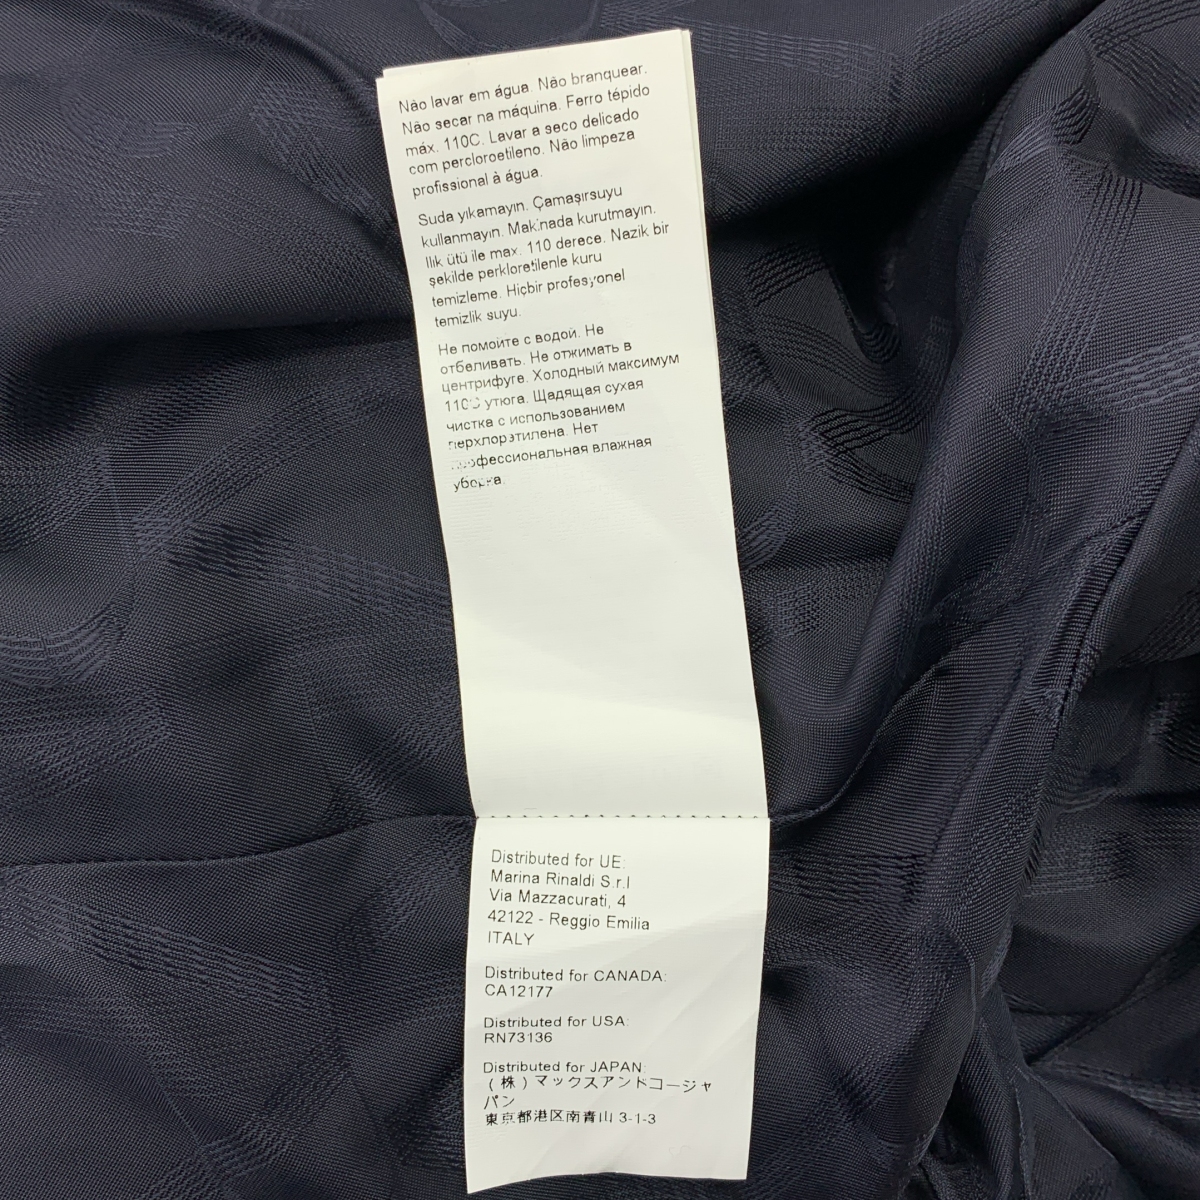 Não lavar em água. Não branquear.
Não secar na máquina. Ferro tépido
máx. 110C. Lavar a seco delicado
com percloroetileno. Não limpeza
profissional à água.
Suda yıkamayın. Çamaşırsuyu
kullanmayın. Makinada kurutmayın.
Ilık ütü ile max. 110 derece. Nazik bir
şekilde perkloretilenle kuru
temizleme. Hiçbir profesyonel
temizlik suyu.
Не помойте с водой. Не
отбеливать. Не отжимать в
центрифуге. Холодный максимум
110C утюга. Щадящая сухая
чистка с использованием
перхлорэтилена. Нет
профессиональная влажная
уборка.
Distributed for UE:
Marina Rinaldi S.r.l
Via Mazzacurati, 4
42122 - Reggio Emilia
ITALY
Distributed for CANADA:
CA12177
Distributed for USA:
RN73136
Distributed for JAPAN:
(株)マックスアンドコージャ
パン
東京都港区南青山 3-1-3